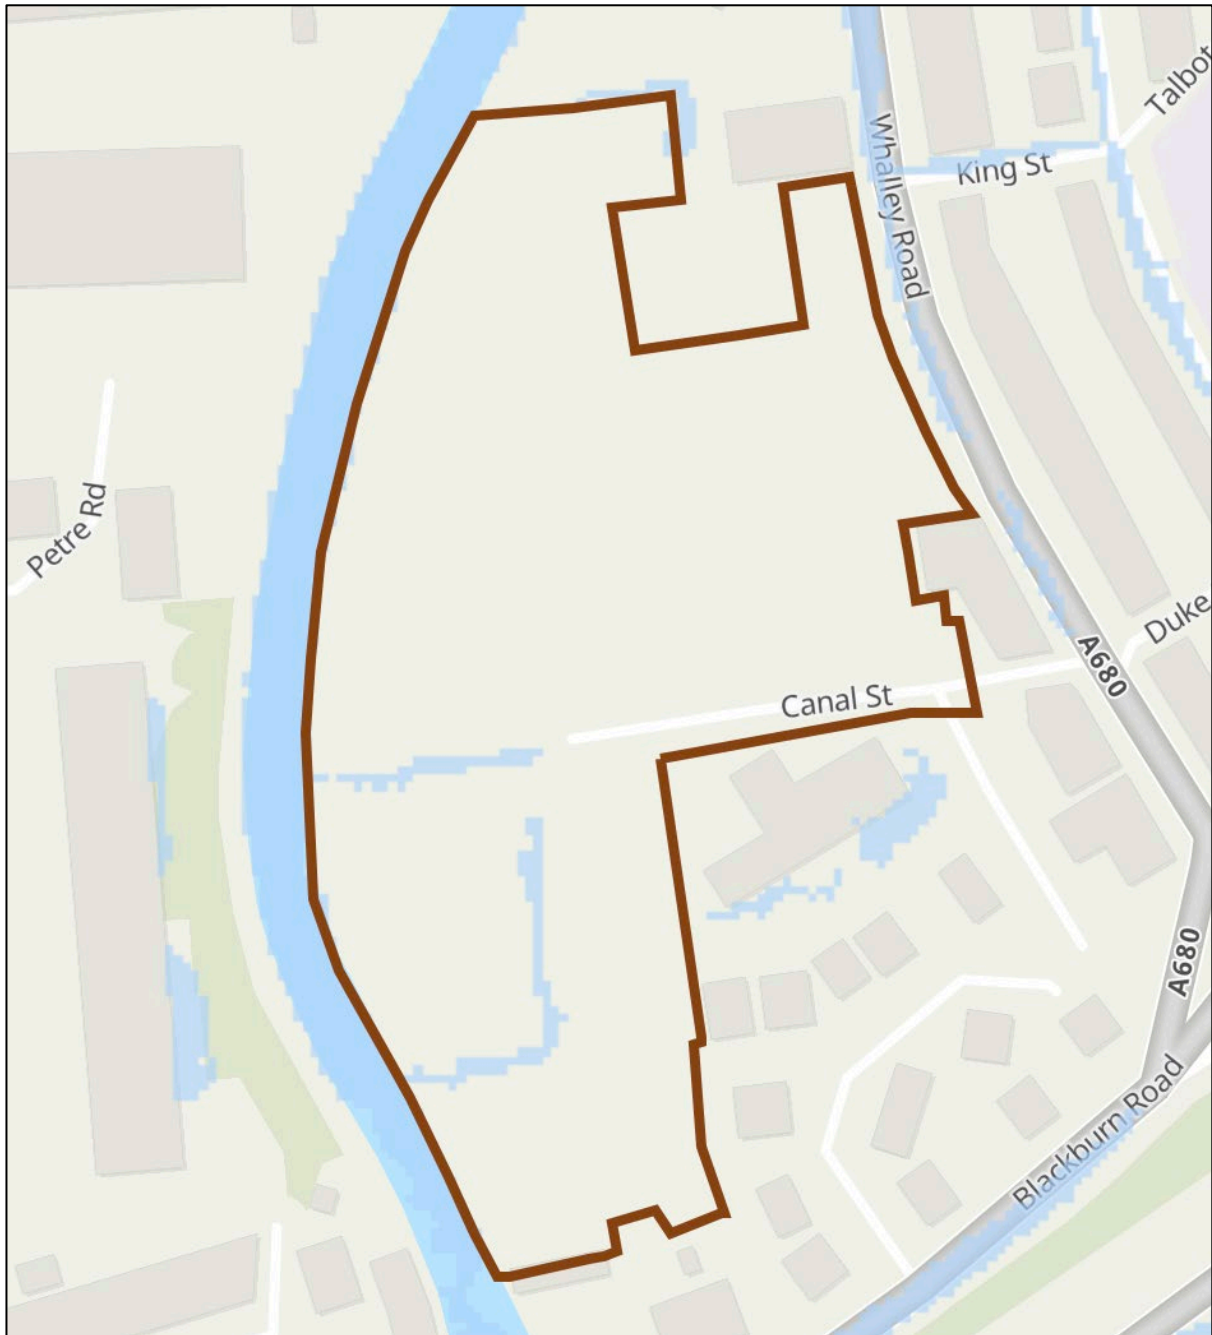 Talbot
King St
Whalley Road
Petre Rd
Duke
A680
Canal St
A680
Blackburn Road